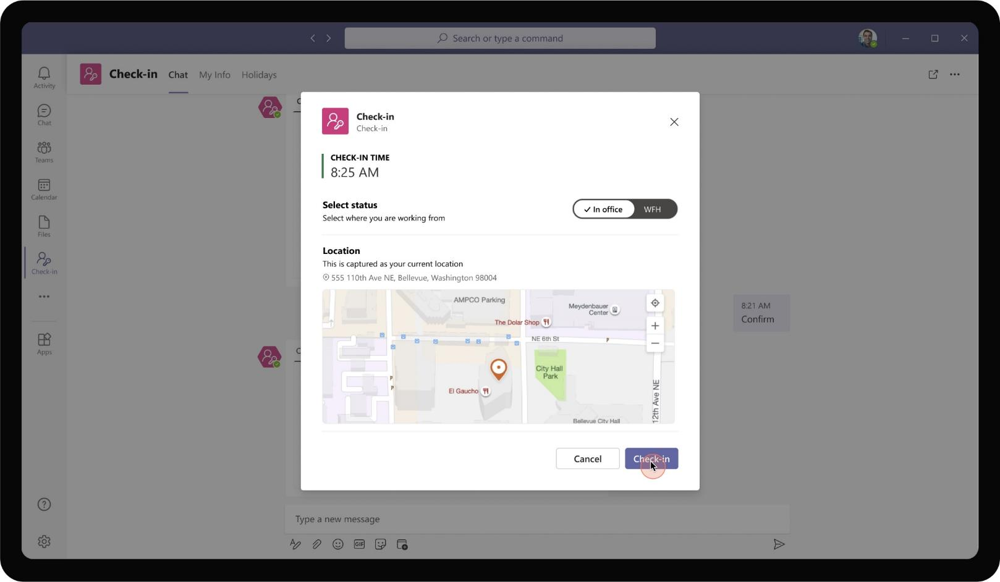 Search or type a command
Activity
Chat
Teams
Calendar
Files
Check-in
Apps
Check-in
Chat
My Info
Holidays
Check-in
Check-in
CHECK-IN TIME
8:25 AM
Select status
Select where you are working from
In office
WFH
Location
This is captured as your current location
555 110th Ave NE, Bellevue, Washington 98004
AMPCO Parking
Meydenbauer
Center
The Dolar Shop
NE 6th St
P
City Hall
Park
P
P
El Gaucho
12th Ave NE
Bellevue City Hall
Cancel
Check-in
8:21 AM
Confirm
Type a new message
GIF